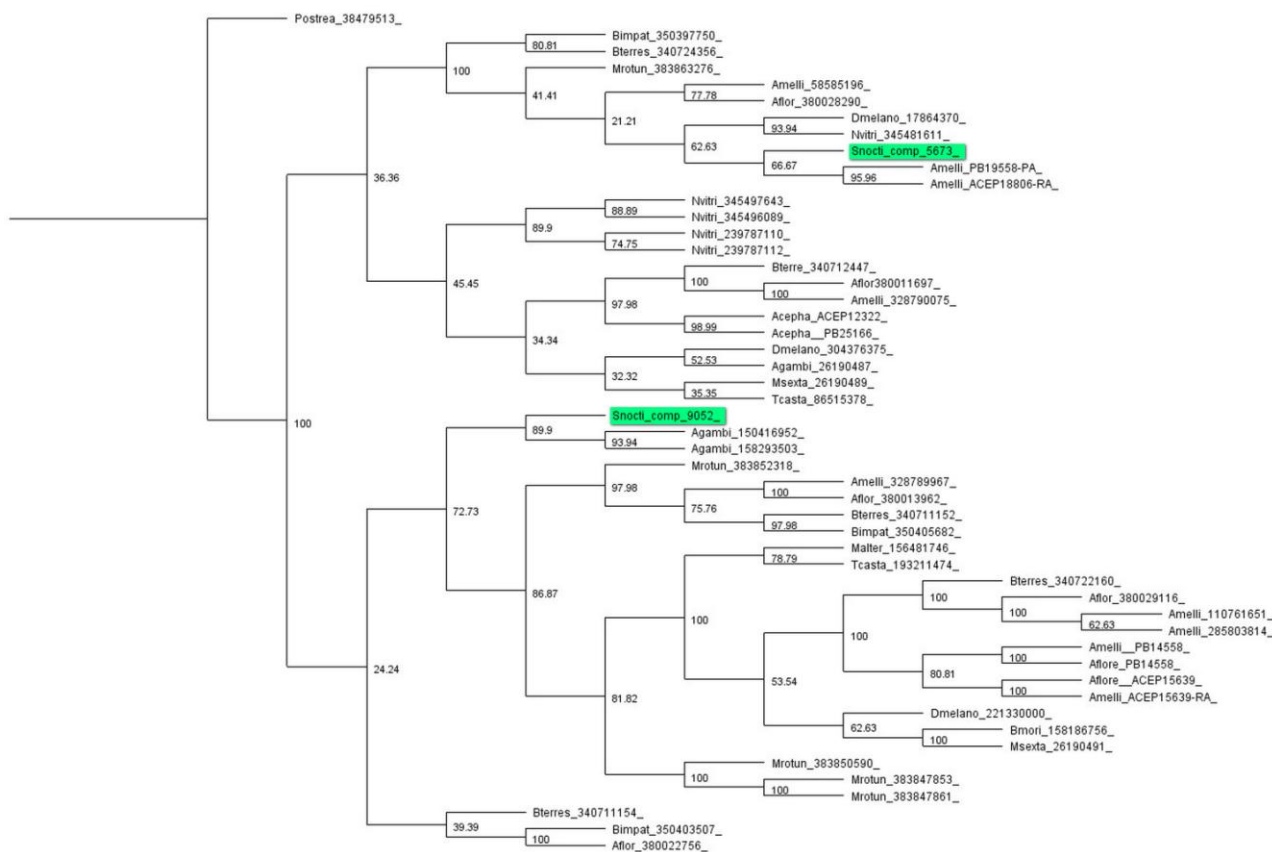 Postrea_38479513_
Bimpat_350397750_
80.81
Bterres_340724356_
Mrotun_383863276_
100
41.41
Amelli_58585196_
77.78
Aflor_380028290_
21.21
Dmelano_17864370_
93.94
Nvitri_345481611_
62.63
Snocti_comp_5673_
66.67
Amelli_PB19558-PA_
95.96
Amelli_ACEP18806-RA_
36.36
Nvitri_345497643_
88.89
Nvitri_345496089_
89.9
Nvitri_239787110_
74.75
Nvitri_239787112_
45.45
Bterre_340712447_
100
Aflor380011697_
100
Amelli_328790075_
97.98
Acepha_ACEP12322_
98.99
Acepha__PB25166_
34.34
Dmelano_304376375_
52.53
Agambi_26190487_
32.32
Msexta_26190489_
35.35
Tcasta_86515378_
100
Snocti_comp_9052_
89.9
Agambi_150416952_
93.94
Agambi_158293503_
72.73
Mrotun_383852318_
97.98
Amelli_328789967_
100
Aflor_380013962_
75.76
Bterres_340711152_
97.98
Bimpat_350405682_
86.87
Malter_156481746_
78.79
Tcasta_193211474_
100
Bterres_340722160_
100
Aflor_380029116_
100
Amelli_110761651_
62.63
Amelli_285803814_
100
Amelli__PB14558_
100
Aflore_PB14558_
80.81
Aflore__ACEP15639_
100
Amelli_ACEP15639-RA_
53.54
Dmelano_221330000_
62.63
Bmori_158186756_
100
Msexta_26190491_
81.82
Mrotun_383850590_
100
Mrotun_383847853_
100
Mrotun_383847861_
24.24
Bterres_340711154_
39.39
Bimpat_350403507_
100
Aflor_380022756_